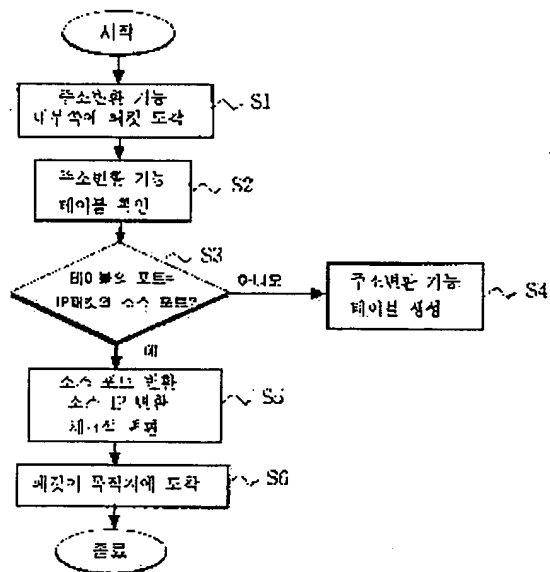 시작
주소변환 기능
내부쪽에 패킷 도착
S1
주소변환 기능
테이블 확인
S2
S3
테이블의 포트=
IP패킷의 소스 포트?
아니오
주소변환 기능
테이블 생성
S4
예
소스 포트 변환
소스 IP 변환
S5
패킷이 목적지에 도착
S6
종료